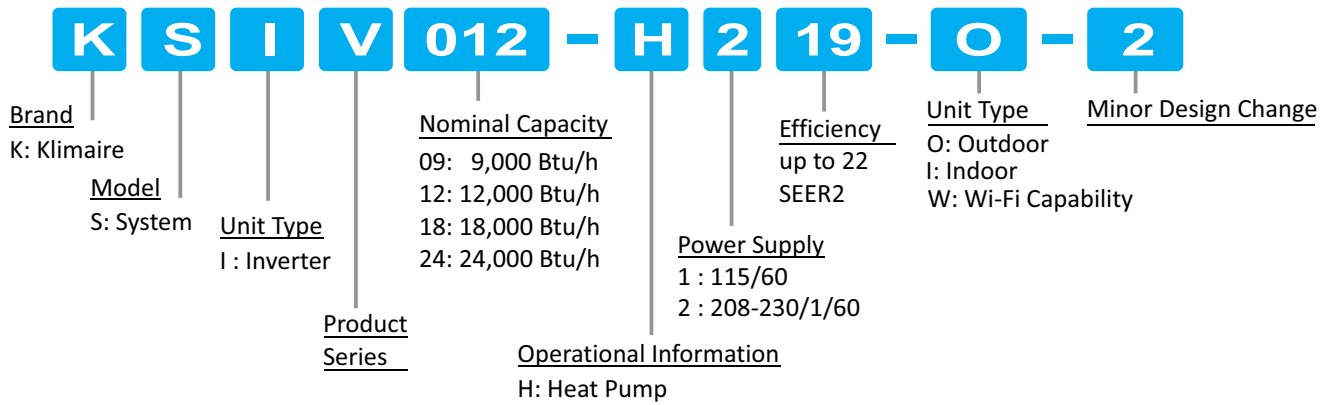 K S I V 012 - H 2 19 - O - 2
Brand
K: Klimaire
Model
S: System
Unit Type
I : Inverter
Product
Series
Nominal Capacity
09: 9,000 Btu/h
12: 12,000 Btu/h
18: 18,000 Btu/h
24: 24,000 Btu/h
Operational Information
H: Heat Pump
Power Supply
1 : 115/60
2 : 208-230/1/60
Efficiency
up to 22
SEER2
Unit Type
O: Outdoor
I: Indoor
W: Wi-Fi Capability
Minor Design Change